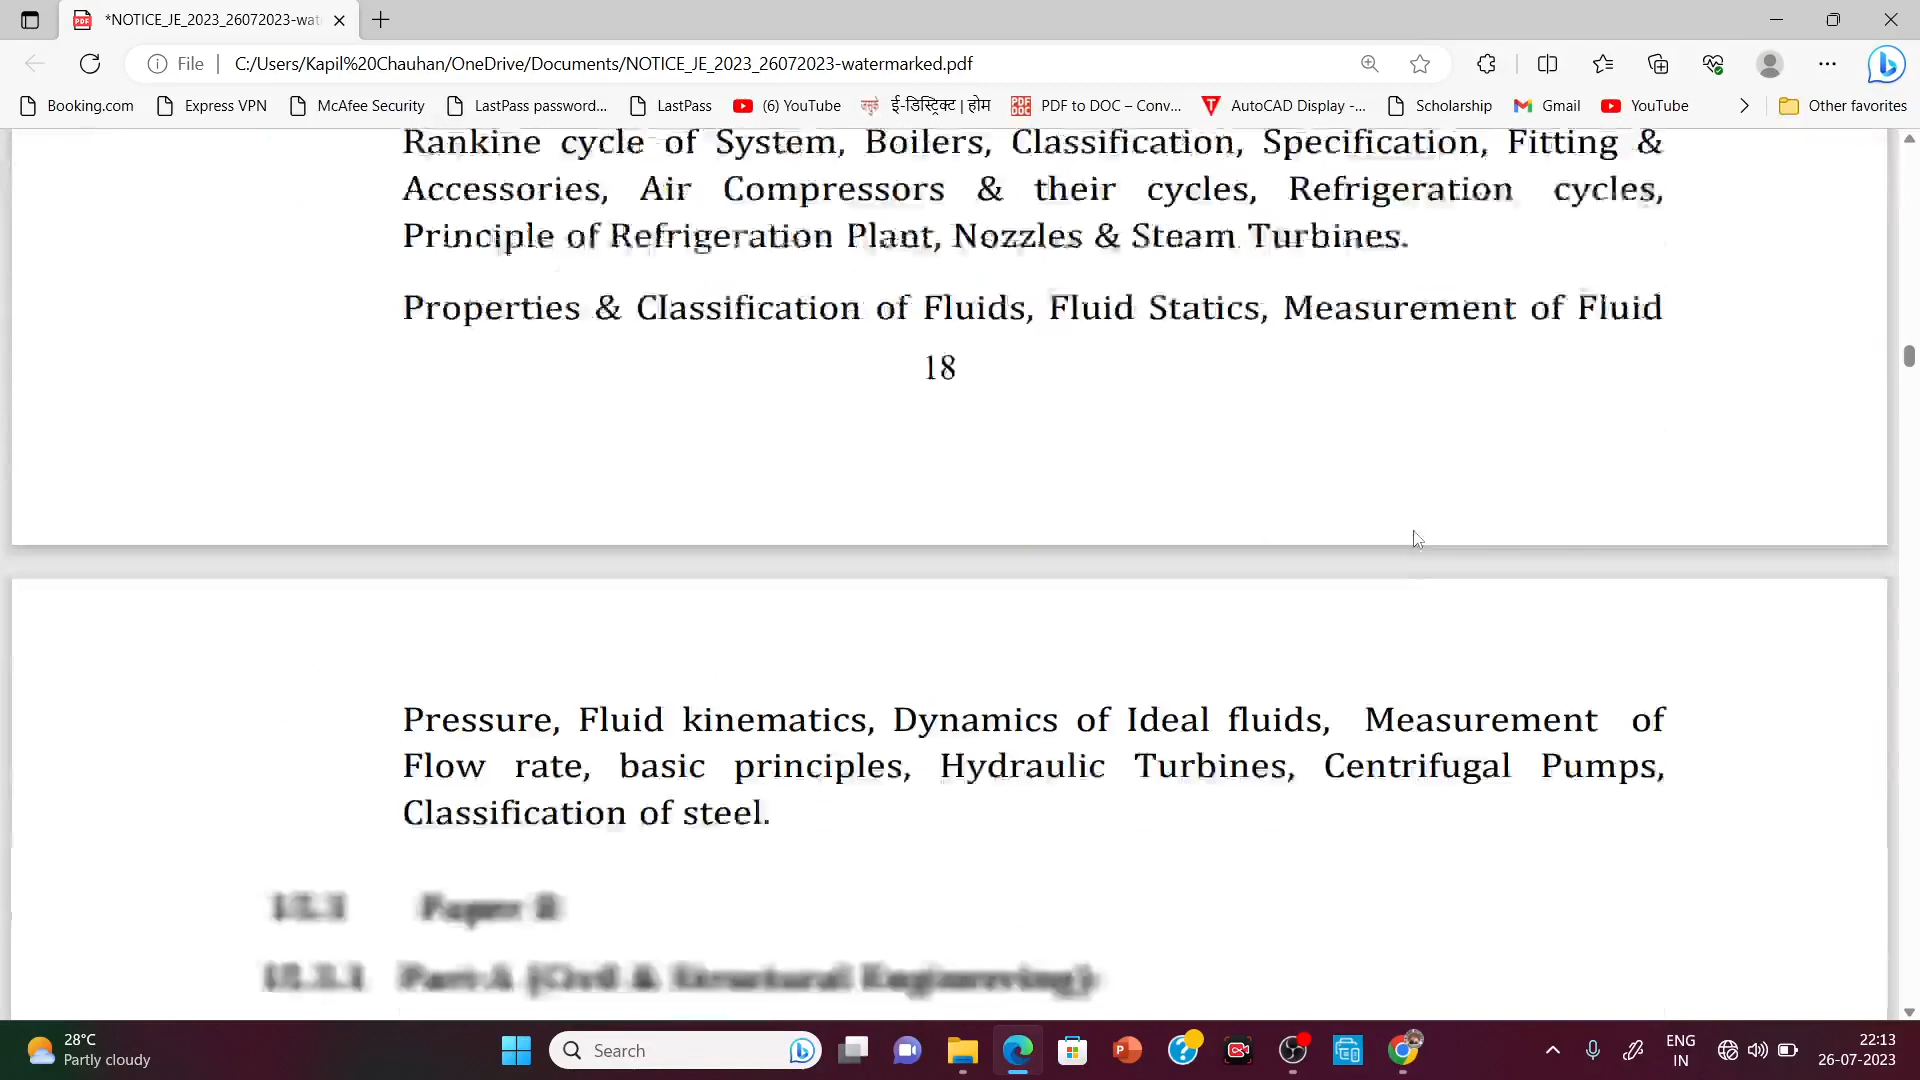 *NOTICE_JE_2023_26072023-wat
File
C:/Users/Kapil%20Chauhan/OneDrive/Documents/NOTICE_JE_2023_26072023-watermarked.pdf
Booking.com Express VPN McAfee Security LastPass password... LastPass (6) YouTube ई-डिस्ट्रिक्ट | होम PDF to DOC – Conv... AutoCAD Display -... Scholarship Gmail YouTube Other favorites
Rankine cycle of System, Boilers, Classification, Specification, Fitting &
Accessories, Air Compressors & their cycles, Refrigeration cycles,
Principle of Refrigeration Plant, Nozzles & Steam Turbines.
Properties & Classification of Fluids, Fluid Statics, Measurement of Fluid
18
Pressure, Fluid kinematics, Dynamics of Ideal fluids, Measurement of
Flow rate, basic principles, Hydraulic Turbines, Centrifugal Pumps,
Classification of steel.
Part-A (Civil & Structural Engineering)
28°C
Partly cloudy
Search
ENG
IN
22:13
26-07-2023